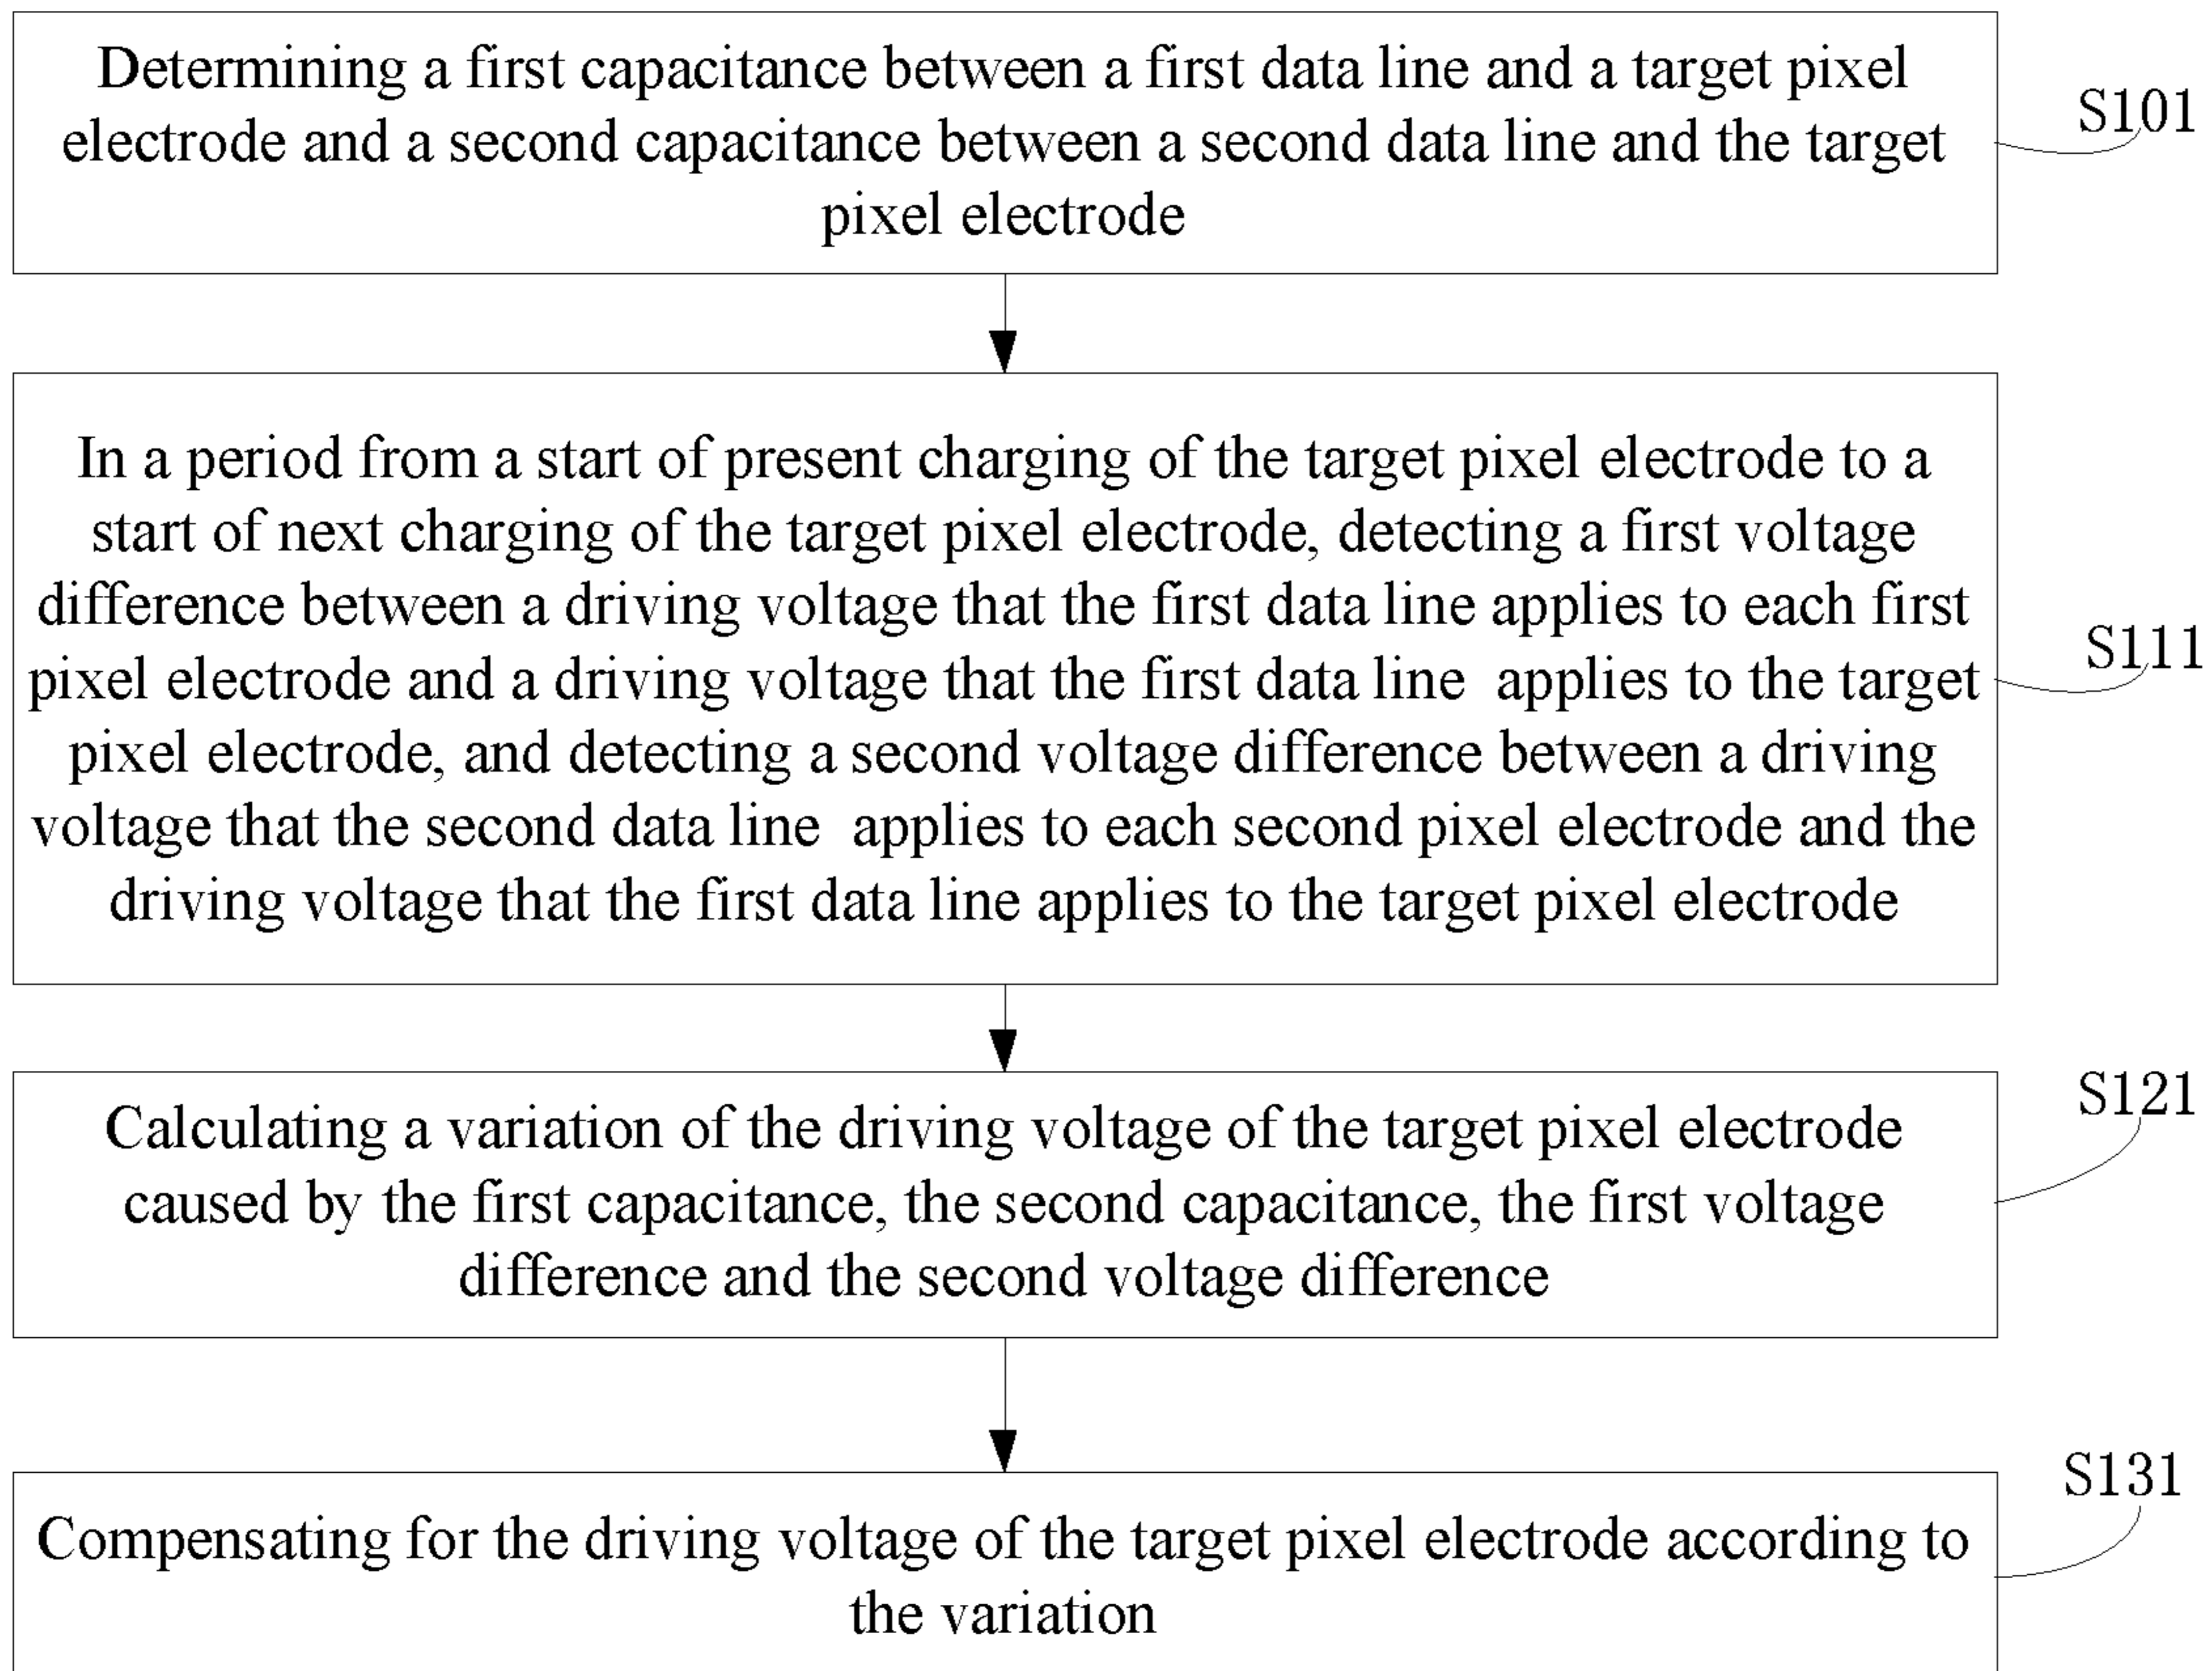 Determining a first capacitance between a first data line and a target pixel
electrode and a second capacitance between a second data line and the target
pixel electrode
S101
In a period from a start of present charging of the target pixel electrode to a
start of next charging of the target pixel electrode, detecting a first voltage
difference between a driving voltage that the first data line applies to each first
pixel electrode and a driving voltage that the first data line applies to the target
pixel electrode, and detecting a second voltage difference between a driving
voltage that the second data line applies to each second pixel electrode and the
driving voltage that the first data line applies to the target pixel electrode
S111
Calculating a variation of the driving voltage of the target pixel electrode
caused by the first capacitance, the second capacitance, the first voltage
difference and the second voltage difference
S121
Compensating for the driving voltage of the target pixel electrode according to
the variation
S131